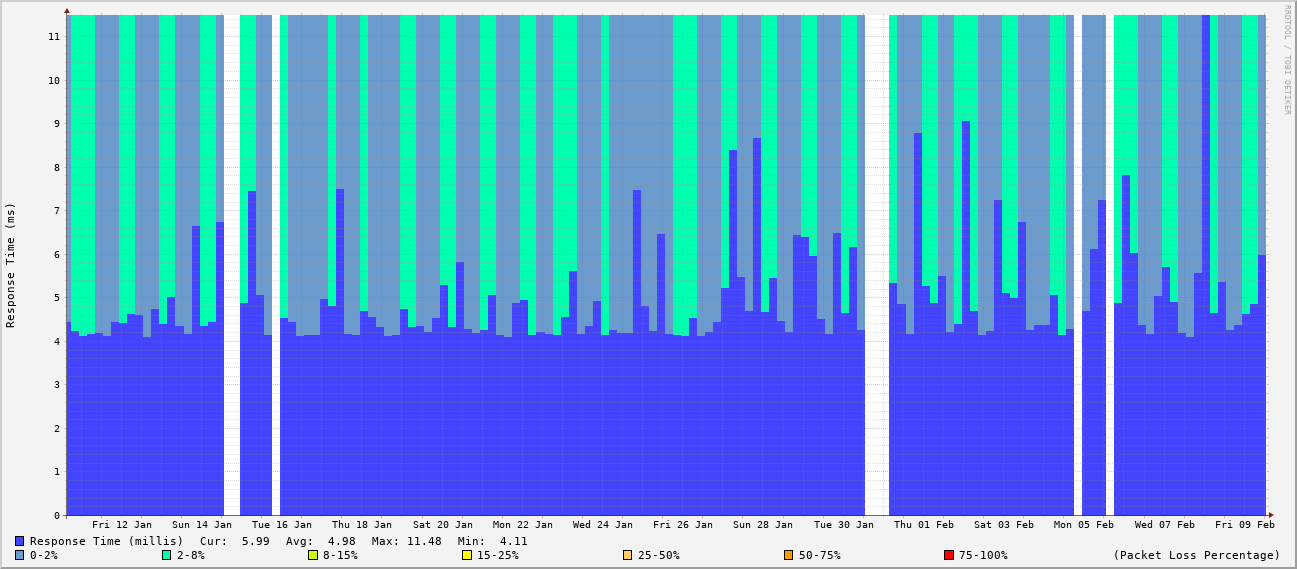 RRDTOOL / TOBI OETIKER
Response Time (ms)
11
10
9
8
7
6
5
4
3
2
1
0
Fri 12 Jan Sun 14 Jan Tue 16 Jan Thu 18 Jan Sat 20 Jan Mon 22 Jan Wed 24 Jan Fri 26 Jan Sun 28 Jan Tue 30 Jan Thu 01 Feb Sat 03 Feb Mon 05 Feb Wed 07 Feb Fri 09 Feb
Response Time (millis) Cur: 5.99 Avg: 4.98 Max: 11.48 Min: 4.11
0-2% 2-8% 8-15% 15-25% 25-50% 50-75% 75-100% (Packet Loss Percentage)